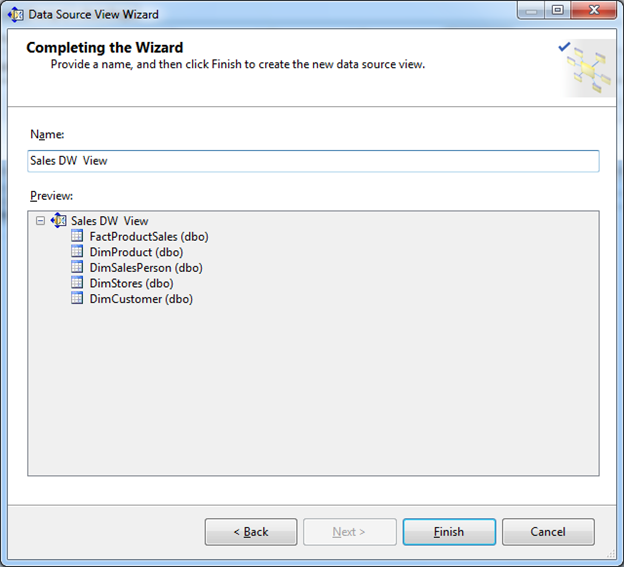 Data Source View Wizard
Completing the Wizard
Provide a name, and then click Finish to create the new data source view.
Name:
Sales DW  View
Preview:
Sales DW  View
FactProductSales (dbo)
DimProduct (dbo)
DimSalesPerson (dbo)
DimStores (dbo)
DimCustomer (dbo)
< Back
Next >
Finish
Cancel